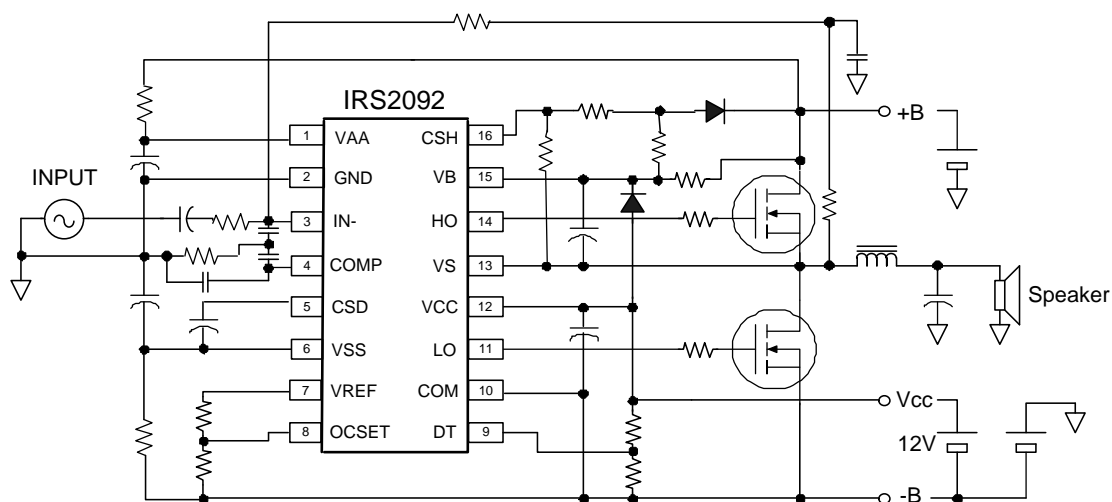 IRS2092
+B
1 VAA CSH 16
INPUT
2 GND VB 15
3 IN- HO 14
4 COMP VS 13
5 CSD VCC 12
Speaker
6 VSS LO 11
7 VREF COM 10
Vcc
8 OCSET DT 9
12V
-B